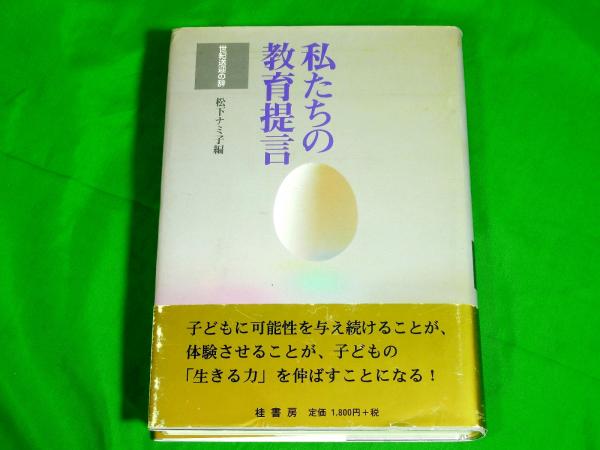 私たちの
教育提言
世紀送迎の辞
松下ナミ子編
子どもに可能性を与え続けることが、
体験させることが、子どもの
「生きる力」を伸ばすことになる！
桂書房 定価 1,800円＋税